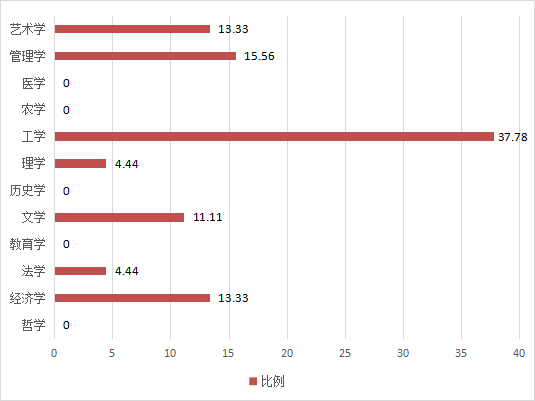 艺术学 13.33
管理学 15.56
医学 0
农学 0
工学 37.78
理学 4.44
历史学 0
文学 11.11
教育学 0
法学 4.44
经济学 13.33
哲学 0
0 5 10 15 20 25 30 35 40
比例